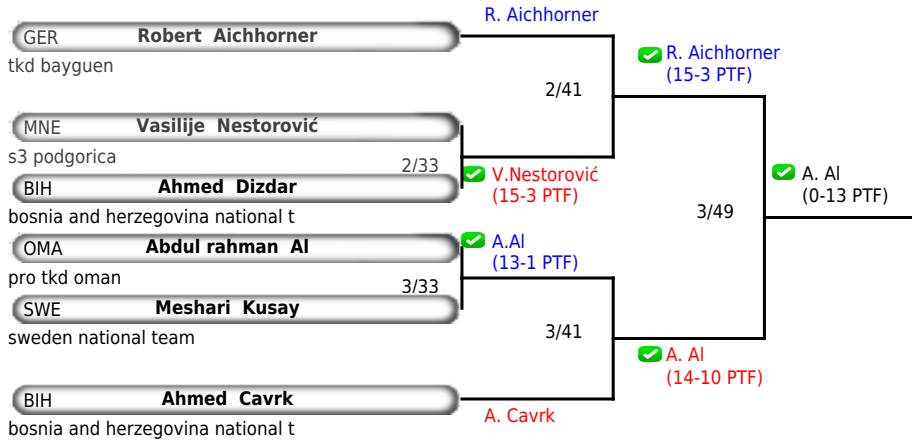 R. Aichhorner
GER Robert Aichhorner
tkd bayguen
R. Aichhorner
(15-3 PTF)
2/41
MNE Vasilije Nestorović
s3 podgorica
2/33
V.Nestorović
(15-3 PTF)
BIH Ahmed Dizdar
bosnia and herzegovina national t
A. Al
(0-13 PTF)
3/49
OMA Abdul rahman Al
pro tkd oman
A.Al
(13-1 PTF)
3/33
SWE Meshari Kusay
sweden national team
3/41
A. Al
(14-10 PTF)
BIH Ahmed Cavrk
bosnia and herzegovina national t
A. Cavrk